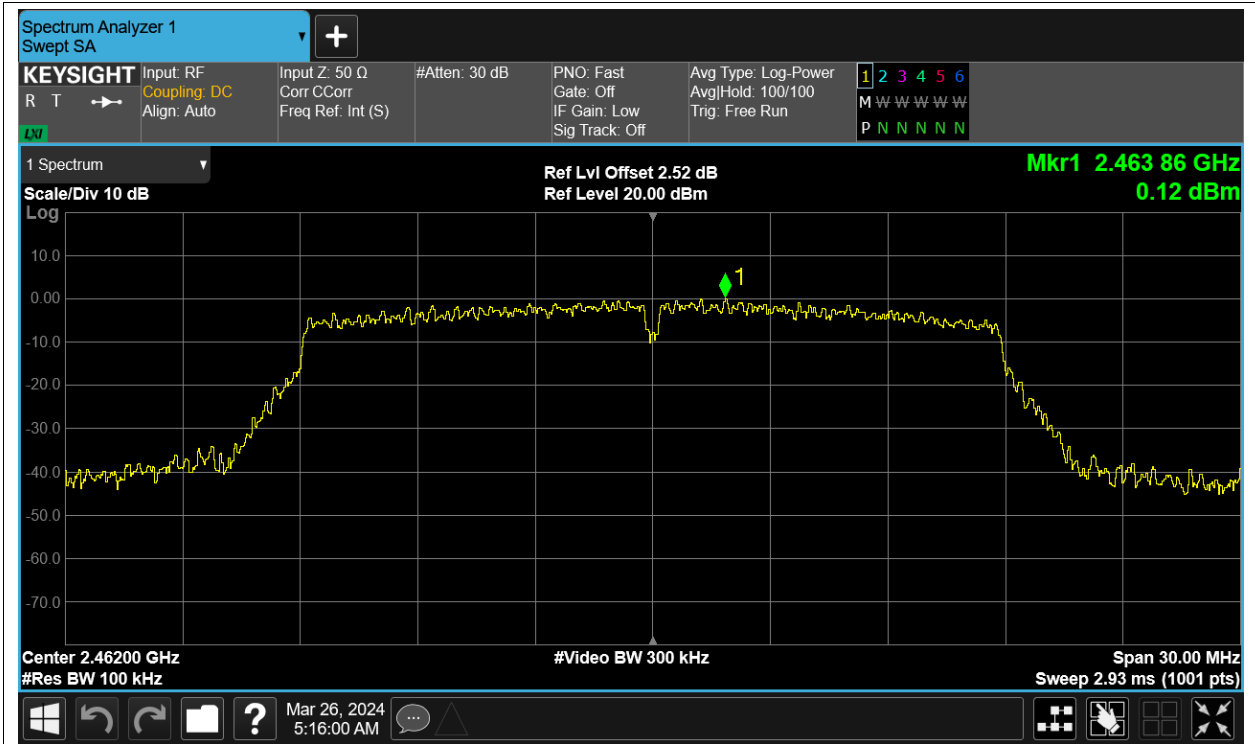 Spectrum Analyzer 1
Swept SA
KEYSIGHT
R T
LXI
Input: RF
Coupling: DC
Align: Auto
Input Z: 50 Ω
Corr CCorr
Freq Ref: Int (S)
#Atten: 30 dB
PNO: Fast
Gate: Off
IF Gain: Low
Sig Track: Off
Avg Type: Log-Power
Avg|Hold: 100/100
Trig: Free Run
1 2 3 4 5 6
M W W W W W
P N N N N N
1 Spectrum
Scale/Div 10 dB
Log
Ref Lvl Offset 2.52 dB
Ref Level 20.00 dBm
Mkr1 2.463 86 GHz
0.12 dBm
1
10.0
0.00
-10.0
-20.0
-30.0
-40.0
-50.0
-60.0
-70.0
Center 2.46200 GHz
#Video BW 300 kHz
Span 30.00 MHz
#Res BW 100 kHz
Sweep 2.93 ms (1001 pts)
?
Mar 26, 2024
5:16:00 AM